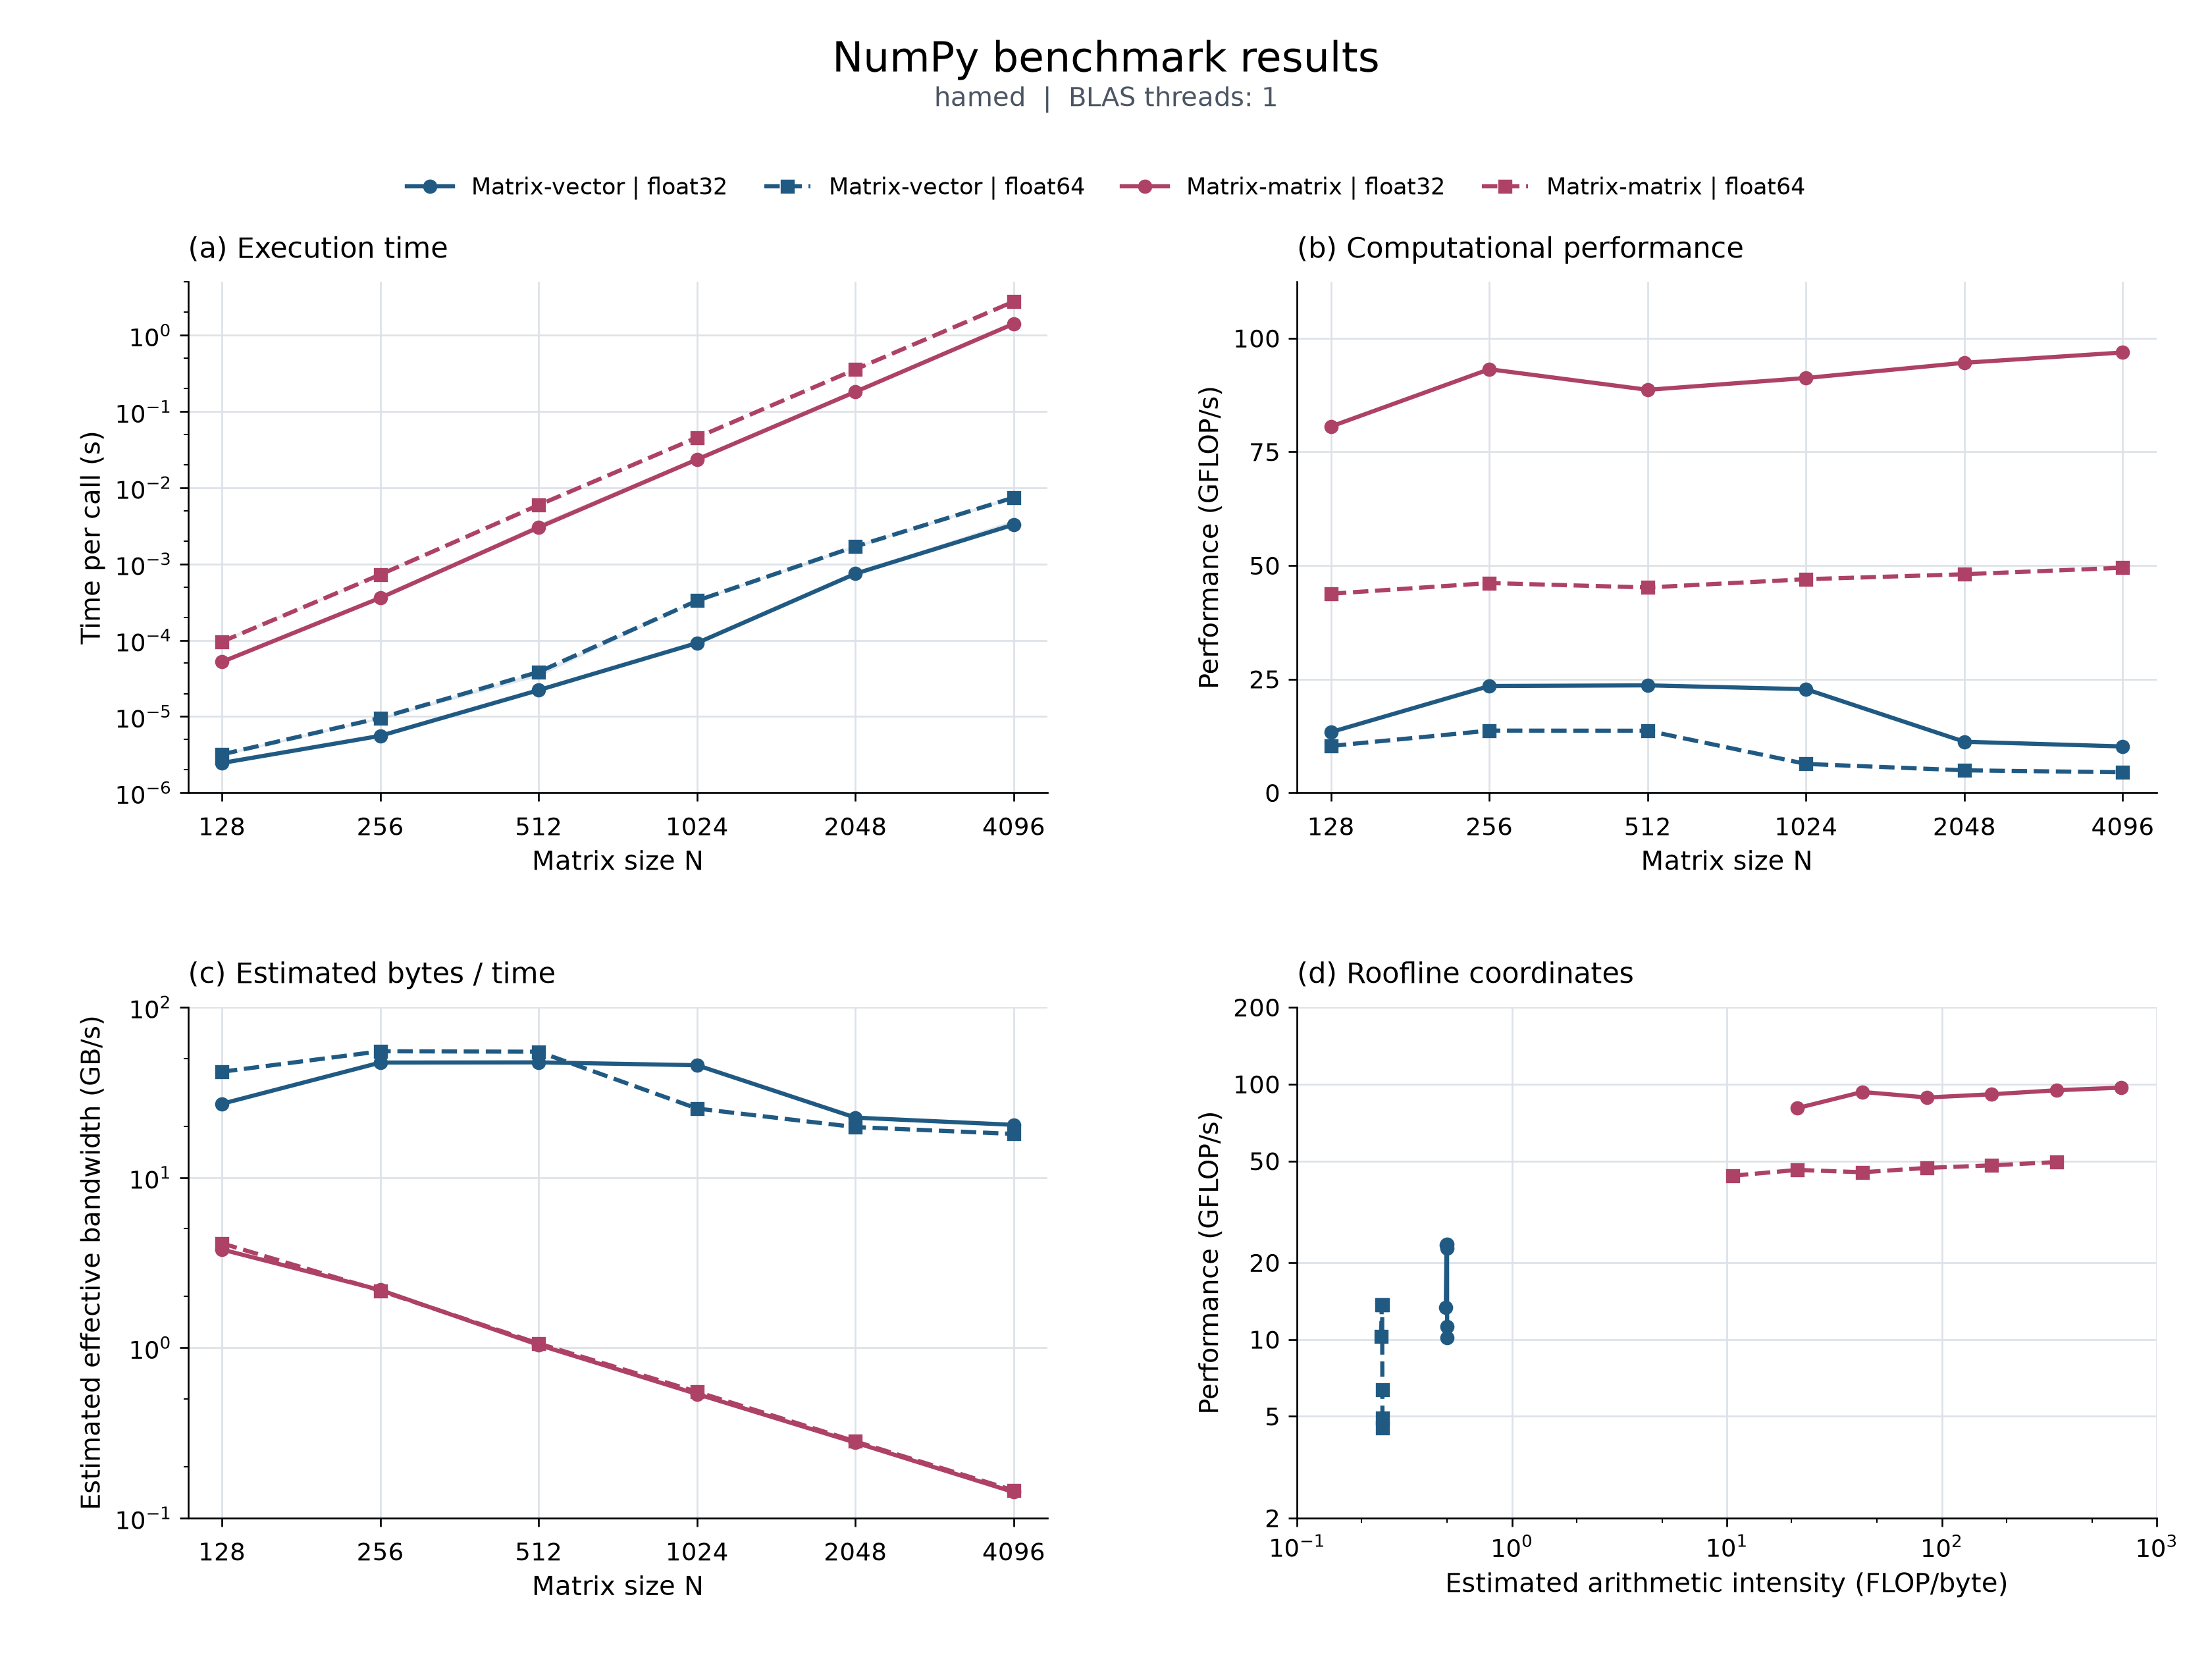 NumPy benchmark results
hamed | BLAS threads: 1
Matrix-vector | float32
Matrix-vector | float64
Matrix-matrix | float32
Matrix-matrix | float64
(a) Execution time
Time per call (s)
10⁰
10⁻¹
10⁻²
10⁻³
10⁻⁴
10⁻⁵
10⁻⁶
128 256 512 1024 2048 4096
Matrix size N
(b) Computational performance
Performance (GFLOP/s)
100
75
50
25
0
128 256 512 1024 2048 4096
Matrix size N
(c) Estimated bytes / time
Estimated effective bandwidth (GB/s)
10²
10¹
10⁰
10⁻¹
128 256 512 1024 2048 4096
Matrix size N
(d) Roofline coordinates
Performance (GFLOP/s)
200
100
50
20
10
5
2
10⁻¹ 10⁰ 10¹ 10² 10³
Estimated arithmetic intensity (FLOP/byte)